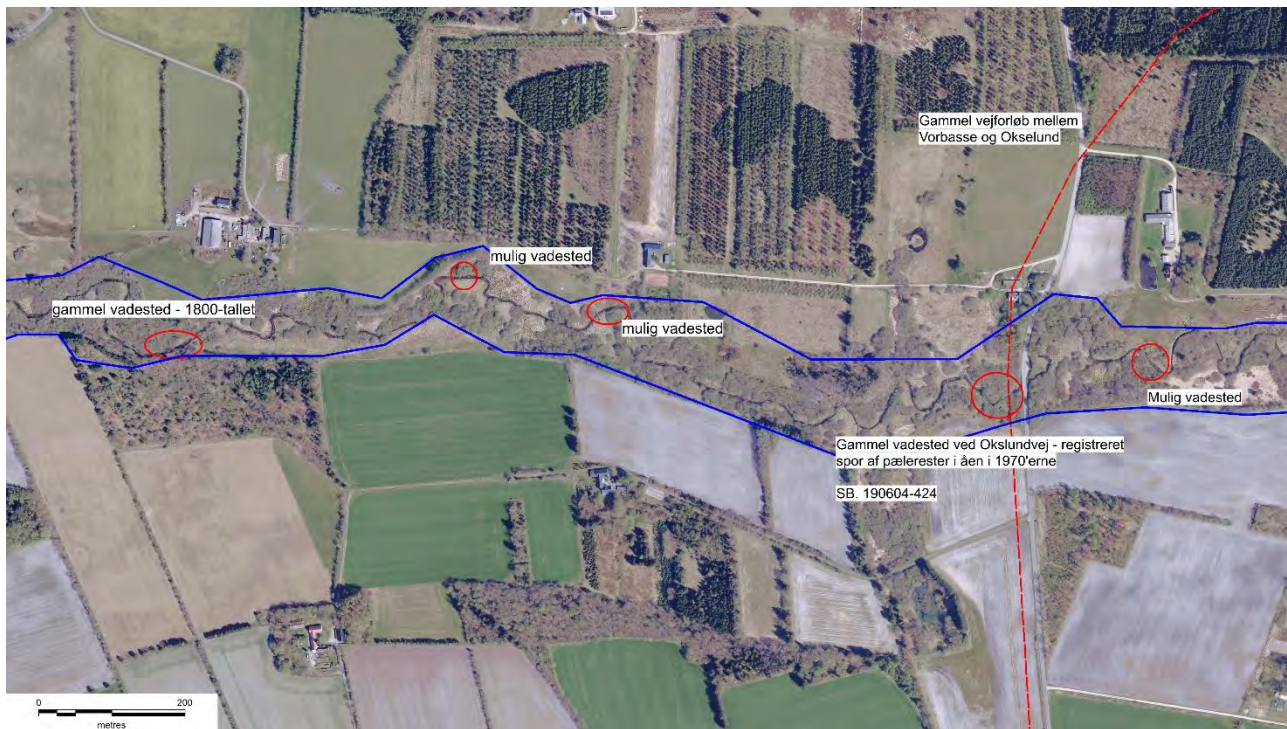 Gammel vejforløb mellem
Vorbasse og Okselund
mulig vadested
gammel vadested - 1800-tallet
mulig vadested
Mulig vadested
Gammel vadested ved Okslundvej - registreret
spor af pælerester i åen i 1970'erne
SB. 190604-424
0 200
metres